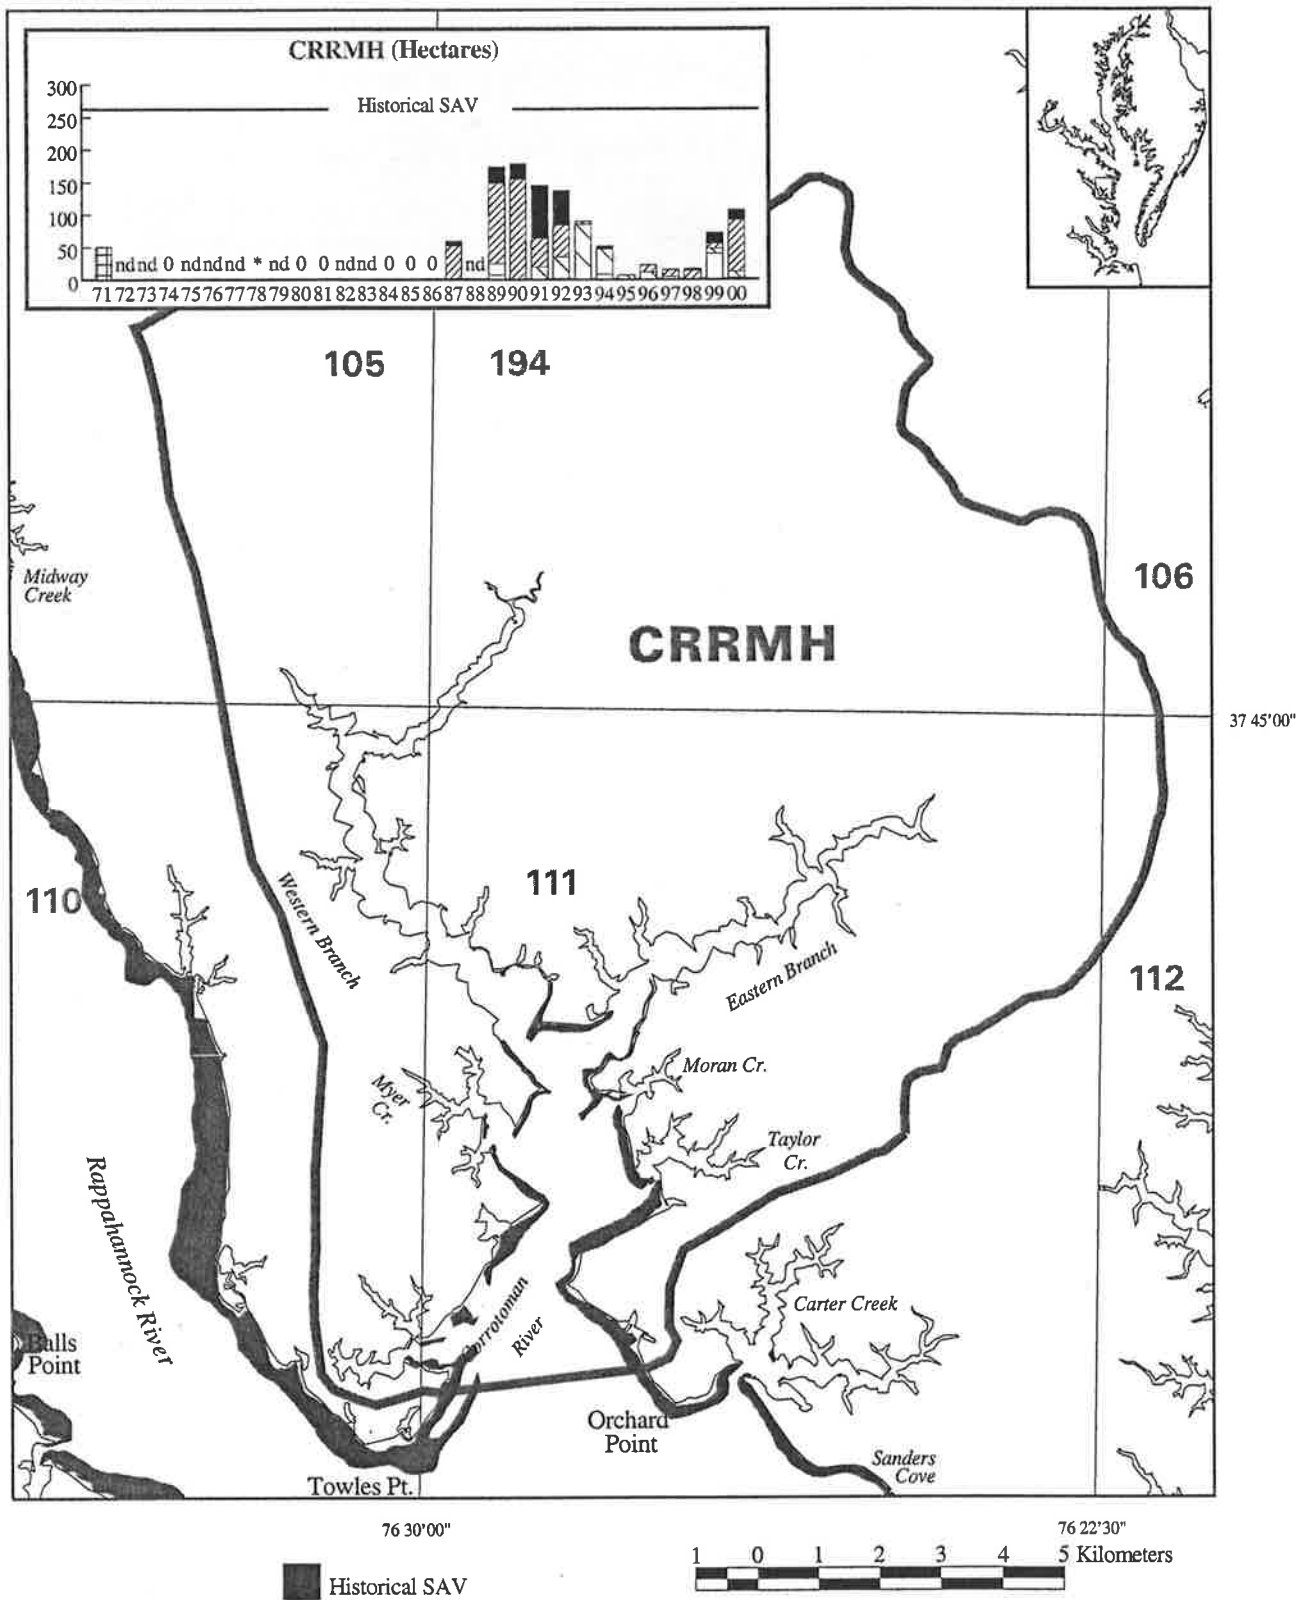 CRRMH (Hectares)
300
250
200
150
100
50
0
Historical SAV
nd nd 0 nd nd nd * nd 0 0 nd nd 0 0 0 nd
71 72 73 74 75 76 77 78 79 80 81 82 83 84 85 86 87 88 89 90 91 92 93 94 95 96 97 98 99 00
105
194
Midway
Creek
106
CRRMH
37 45'00"
110
111
Western Branch
Eastern Branch
112
Moran Cr.
Myer
Cr.
Taylor
Cr.
Rappahannock River
Carter Creek
Corrotoman
River
Balls
Point
Orchard
Point
Sanders
Cove
Towles Pt.
76 30'00"
76 22'30"
1 0 1 2 3 4 5 Kilometers
Historical SAV